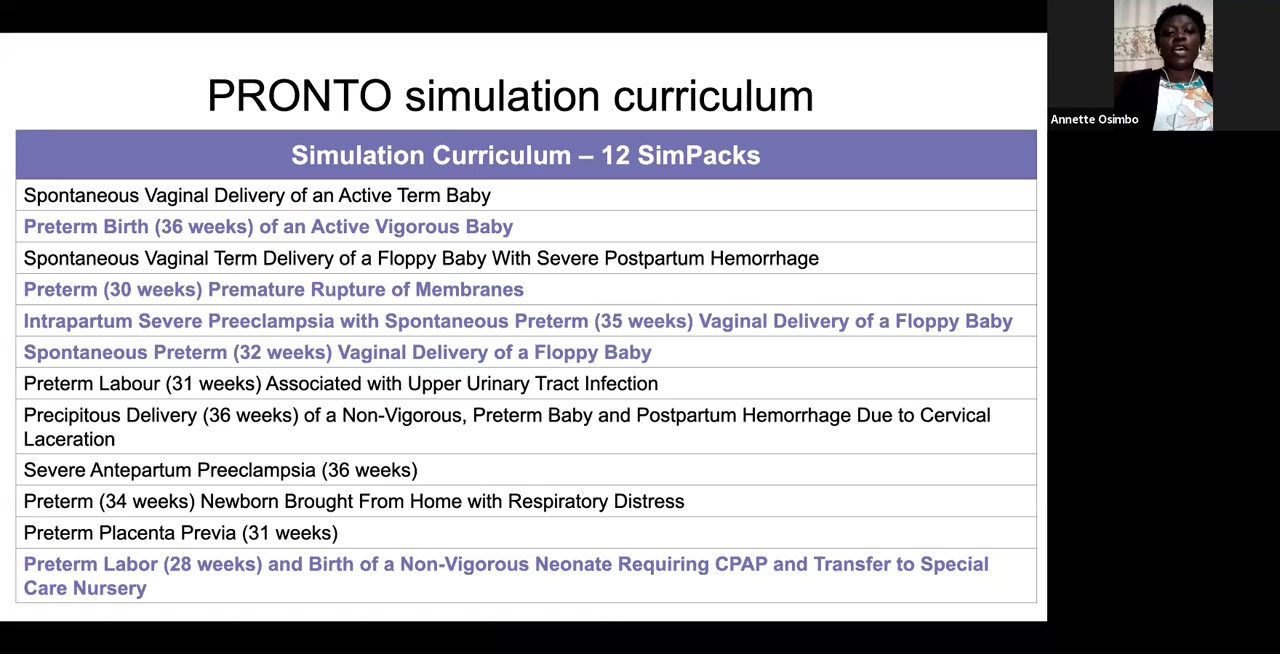 PRONTO simulation curriculum
Simulation Curriculum – 12 SimPacks
Spontaneous Vaginal Delivery of an Active Term Baby
Preterm Birth (36 weeks) of an Active Vigorous Baby
Spontaneous Vaginal Term Delivery of a Floppy Baby With Severe Postpartum Hemorrhage
Preterm (30 weeks) Premature Rupture of Membranes
Intrapartum Severe Preeclampsia with Spontaneous Preterm (35 weeks) Vaginal Delivery of a Floppy Baby
Spontaneous Preterm (32 weeks) Vaginal Delivery of a Floppy Baby
Preterm Labour (31 weeks) Associated with Upper Urinary Tract Infection
Precipitous Delivery (36 weeks) of a Non-Vigorous, Preterm Baby and Postpartum Hemorrhage Due to Cervical
Laceration
Severe Antepartum Preeclampsia (36 weeks)
Preterm (34 weeks) Newborn Brought From Home with Respiratory Distress
Preterm Placenta Previa (31 weeks)
Preterm Labor (28 weeks) and Birth of a Non-Vigorous Neonate Requiring CPAP and Transfer to Special
Care Nursery
Annette Osimbo